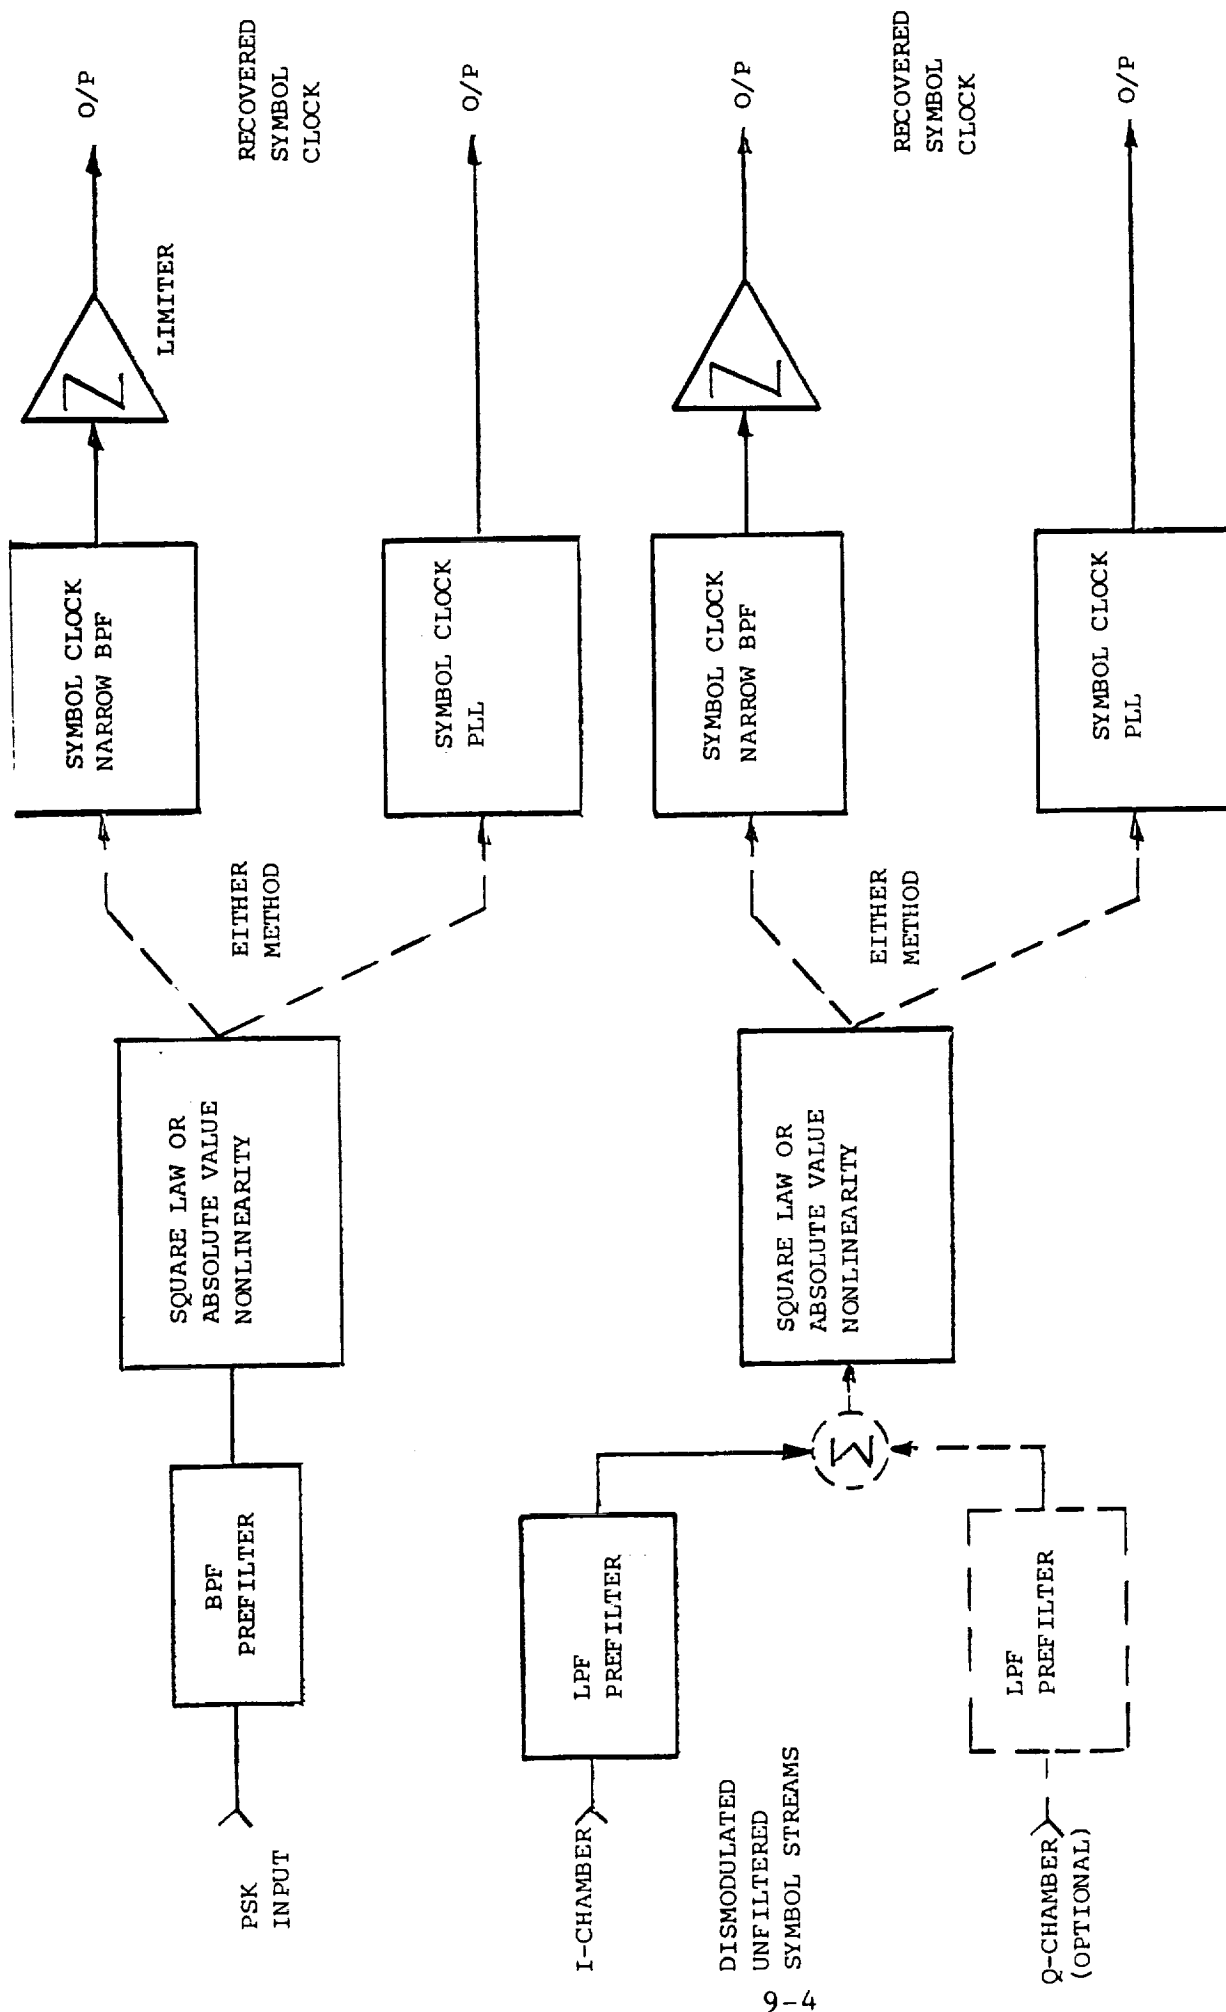 PSK
INPUT
BPF
PREFILTER
SQUARE LAW OR
ABSOLUTE VALUE
NONLINEARITY
EITHER
METHOD
SYMBOL CLOCK
NARROW BPF
LIMITER
O/P
SYMBOL CLOCK
PLL
O/P
RECOVERED
SYMBOL
CLOCK
I-CHAMBER
LPF
PREFILTER
DISMODULATED
UNFILTERED
SYMBOL STREAMS
Q-CHAMBER
(OPTIONAL)
LPF
PREFILTER
Σ
SQUARE LAW OR
ABSOLUTE VALUE
NONLINEARITY
EITHER
METHOD
SYMBOL CLOCK
NARROW BPF
O/P
SYMBOL CLOCK
PLL
O/P
RECOVERED
SYMBOL
CLOCK
9-4